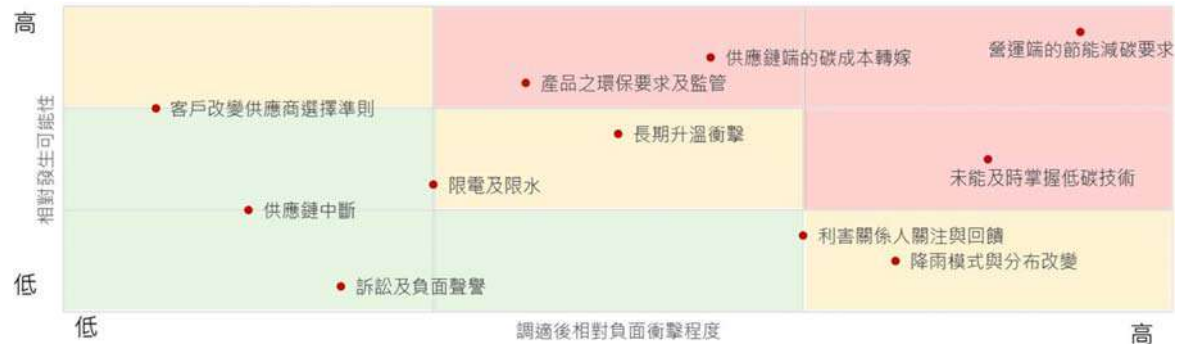 高
營運端的節能減碳要求
供應鏈端的碳成本轉嫁
產品之環保要求及監管
客戶改變供應商選擇準則
長期升溫衝擊
相對發生可能性
未能及時掌握低碳技術
限電及限水
供應鏈中斷
利害關係人關注與回饋
降雨模式與分布改變
低
訴訟及負面聲譽
低
調適後相對負面衝擊程度
高